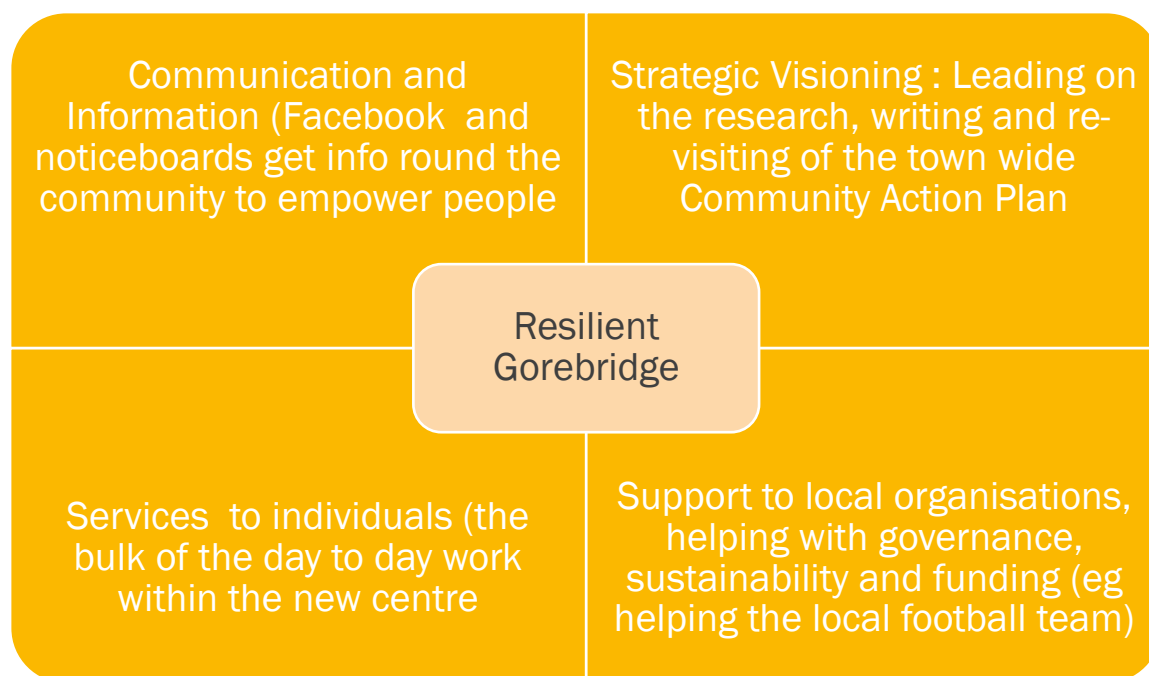 Communication and
Information (Facebook and
noticeboards get info round the
community to empower people
Strategic Visioning : Leading on
the research, writing and re-
visiting of the town wide
Community Action Plan
Resilient
Gorebridge
Services to individuals (the
bulk of the day to day work
within the new centre
Support to local organisations,
helping with governance,
sustainability and funding (eg
helping the local football team)